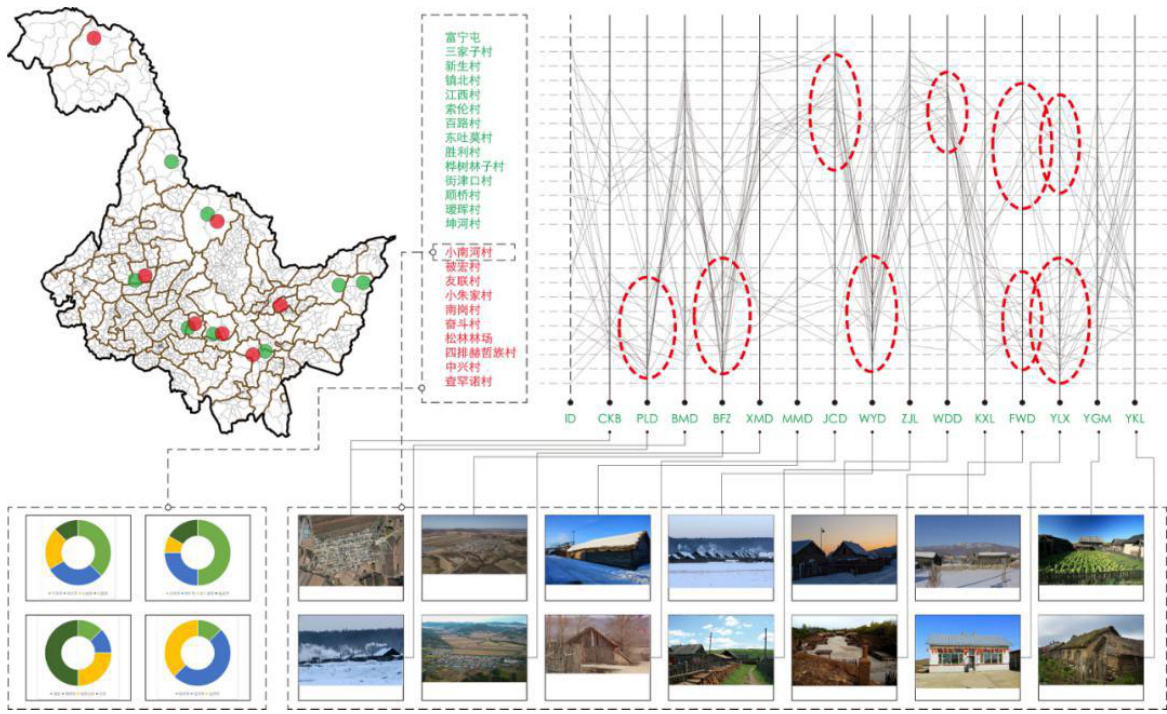 富宁屯
三家子村
新生村
镇北村
江西村
索伦村
百路村
东吐莫村
胜利村
桦树林子村
街津口村
顺桥村
瑷珲村
坤河村
小南河村
被宏村
友联村
小朱家村
南岗村
奋斗村
松林林场
四排赫哲族村
中兴村
查罕诺村
ID CKB PLD BMD BFZ XMD MMD JCD WYD ZJL WDD KXL FWD YLX YGM YKL